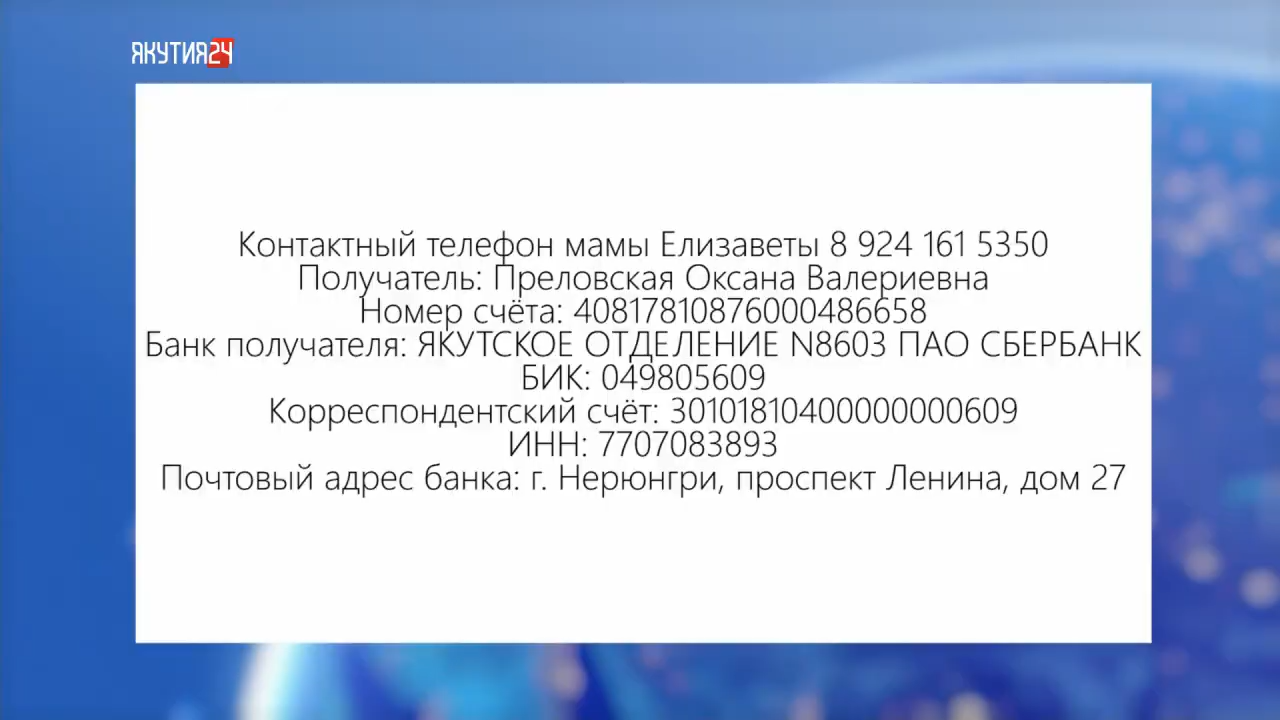 ЯКУТИЯ24
Контактный телефон мамы Елизаветы 8 924 161 5350
Получатель: Преловская Оксана Валериевна
Номер счёта: 40817810876000486658
Банк получателя: ЯКУТСКОЕ ОТДЕЛЕНИЕ N8603 ПАО СБЕРБАНК
БИК: 049805609
Корреспондентский счёт: 30101810400000000609
ИНН: 7707083893
Почтовый адрес банка: г. Нерюнгри, проспект Ленина, дом 27